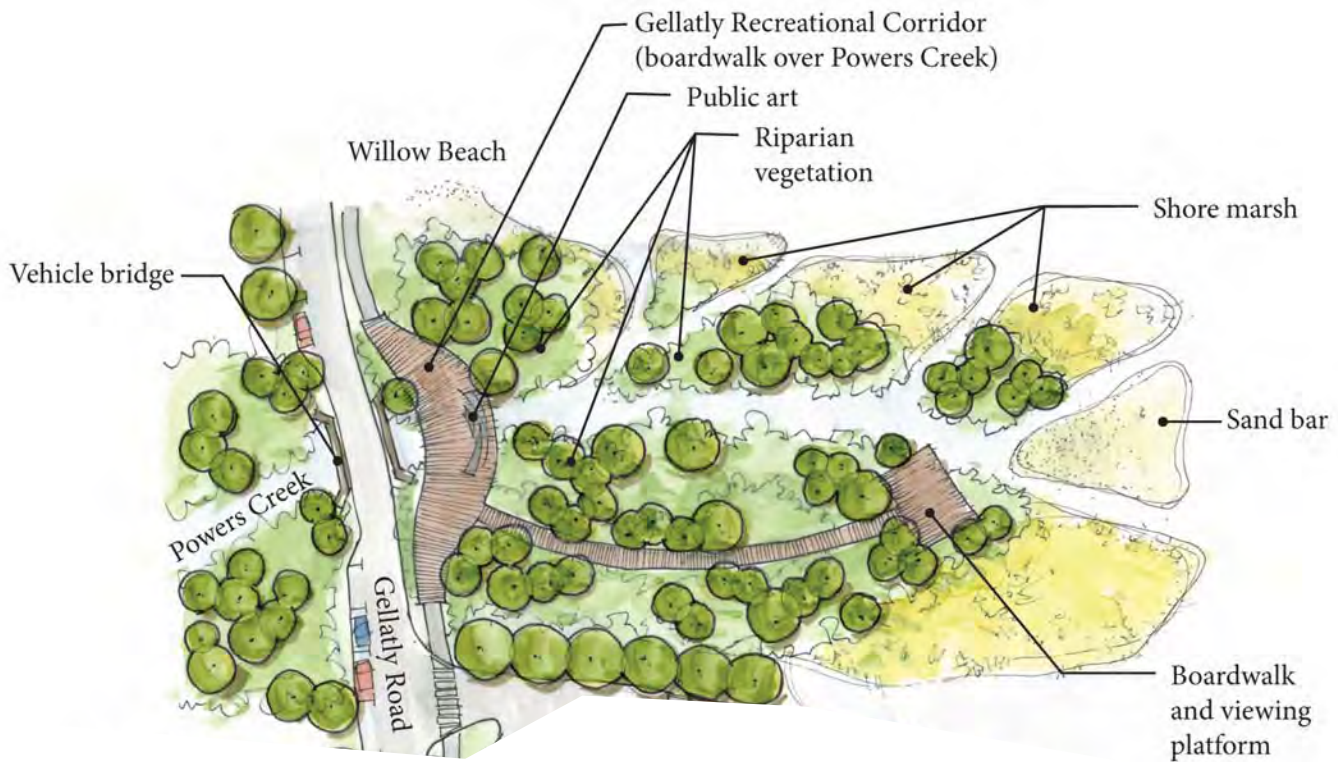 Gellatly Recreational Corridor
(boardwalk over Powers Creek)
Public art
Riparian
vegetation
Willow Beach
Shore marsh
Vehicle bridge
Sand bar
Powers Creek
Gellatly Road
Boardwalk
and viewing
platform